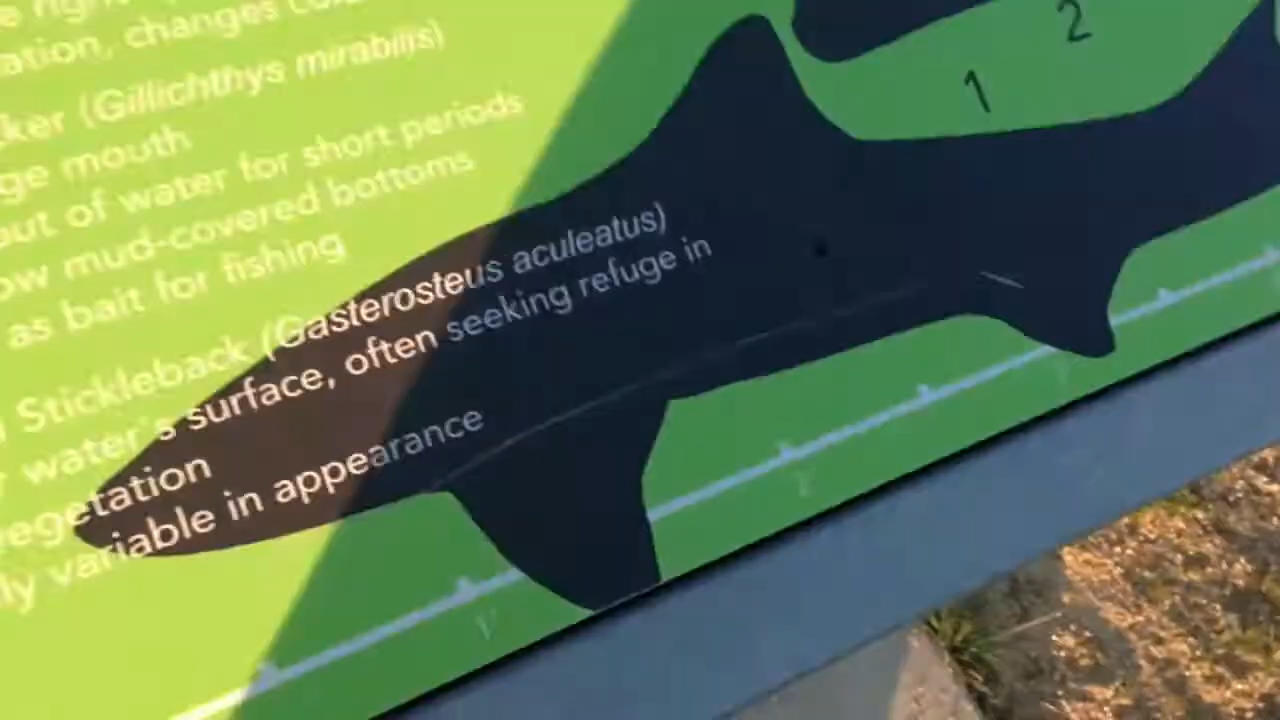 ation, changes
ker (Gillichthys mirabilis)
ge mouth
out of water for short periods
ow mud-covered bottoms
as bait for fishing
Stickleback (Gasterosteus aculeatus)
water's surface, often seeking refuge in
egetation
ly variable in appearance
1
2